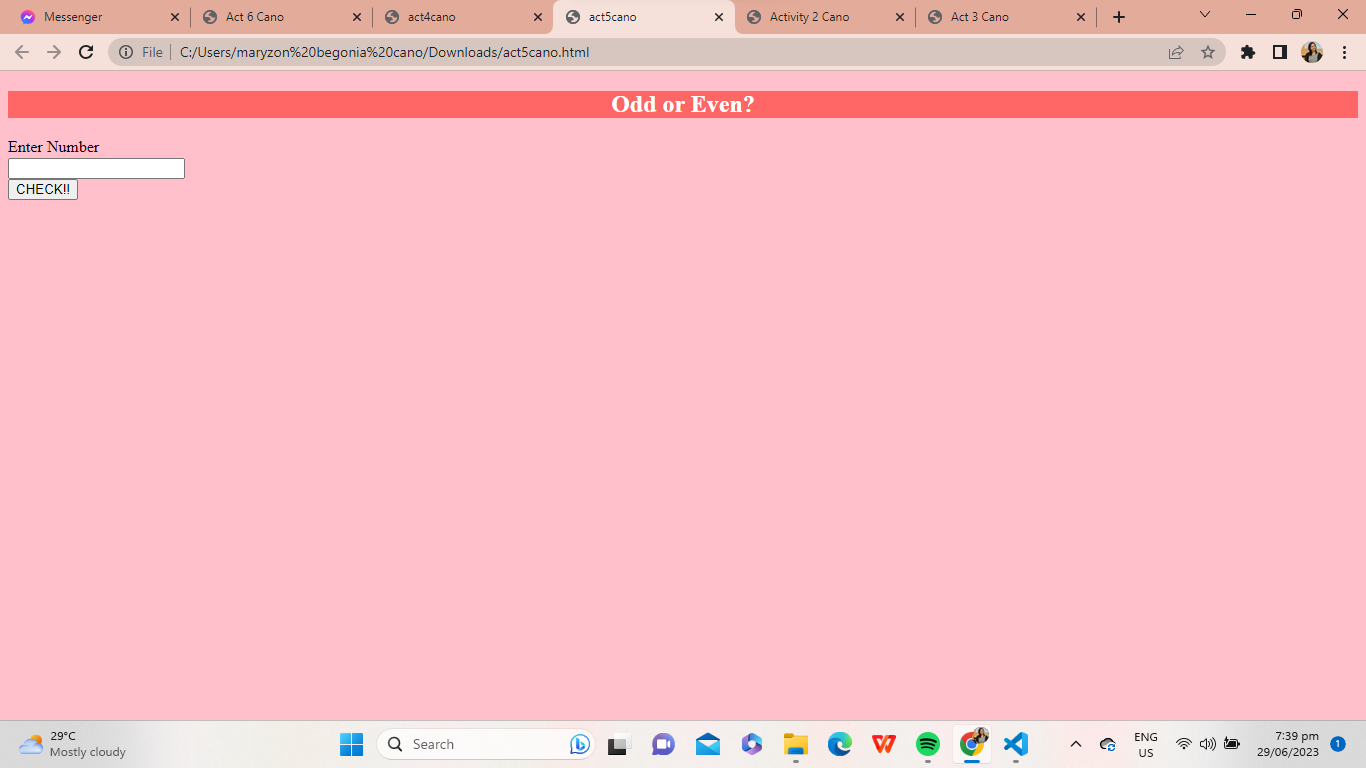 Messenger
Act 6 Cano
act4cano
act5cano
Activity 2 Cano
Act 3 Cano
File
C:/Users/maryzon%20begonia%20cano/Downloads/act5cano.html
Odd or Even?
Enter Number
CHECK!!
29°C
Mostly cloudy
Search
ENG
US
7:39 pm
29/06/2023
1